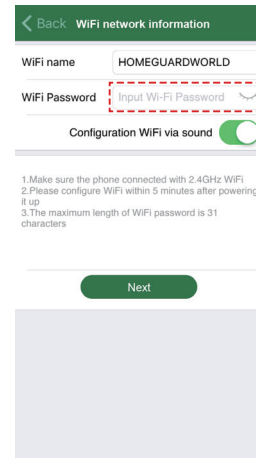 Back WiFi network information
WiFi name HOMEGUARDWORLD
WiFi Password Input Wi-Fi Password
Configuration WiFi via sound
1.Make sure the phone connected with 2.4GHz WiFi
2.Please configure WiFi within 5 minutes after powering
it up
3.The maximum length of WiFi password is 31
characters
Next